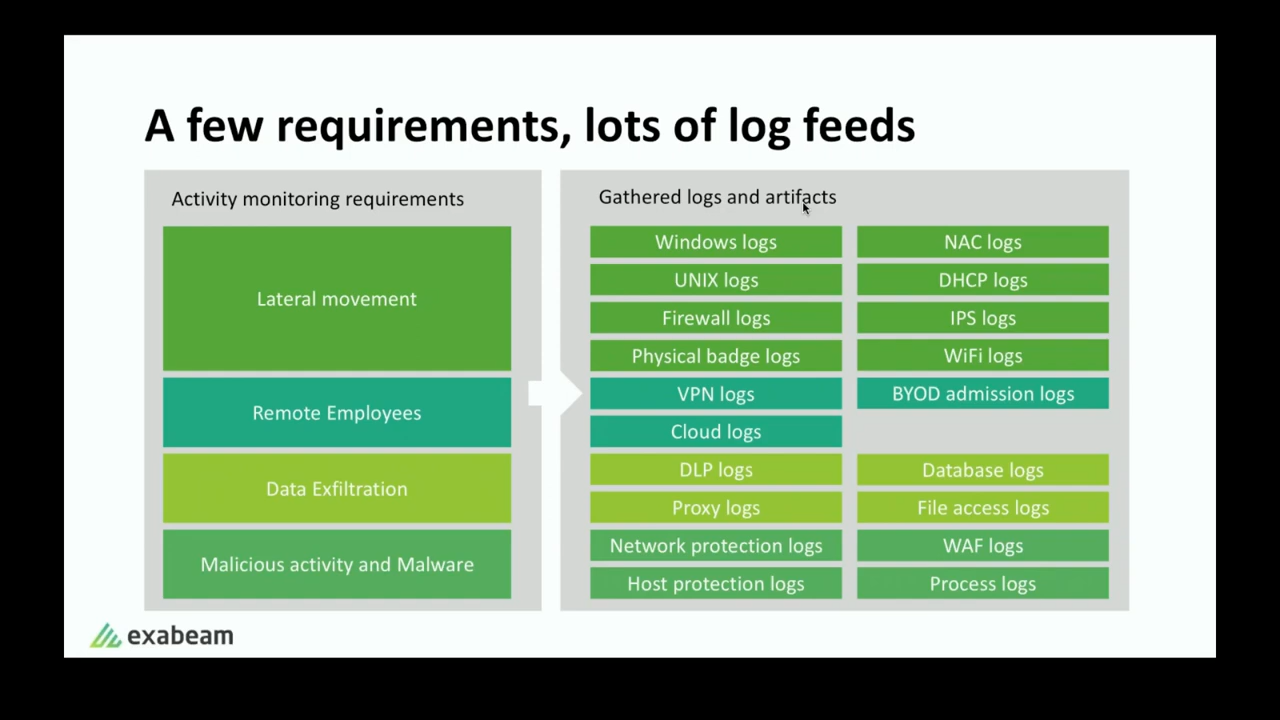 A few requirements, lots of log feeds
Activity monitoring requirements
Lateral movement
Remote Employees
Data Exfiltration
Malicious activity and Malware
Gathered logs and artifacts
Windows logs
NAC logs
UNIX logs
DHCP logs
Firewall logs
IPS logs
Physical badge logs
WiFi logs
VPN logs
BYOD admission logs
Cloud logs
DLP logs
Database logs
Proxy logs
File access logs
Network protection logs
WAF logs
Host protection logs
Process logs
exabeam